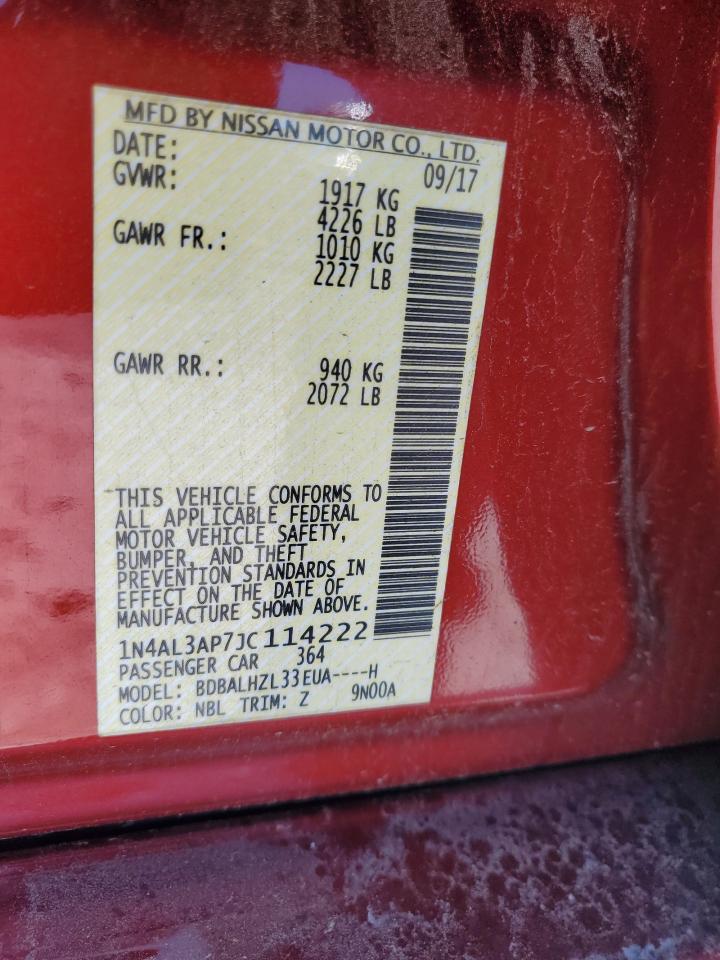 MFD BY NISSAN MOTOR CO., LTD.
DATE: 09/17
GVWR: 1917 KG
4226 LB
GAWR FR.: 1010 KG
2227 LB
GAWR RR.: 940 KG
2072 LB
THIS VEHICLE CONFORMS TO
ALL APPLICABLE FEDERAL
MOTOR VEHICLE SAFETY,
BUMPER, AND THEFT
PREVENTION STANDARDS IN
EFFECT ON THE DATE OF
MANUFACTURE SHOWN ABOVE.
1N4AL3AP7JC114222
PASSENGER CAR 364
MODEL: BDBALHZL33EUA----H
COLOR: NBL TRIM: Z 9N00A